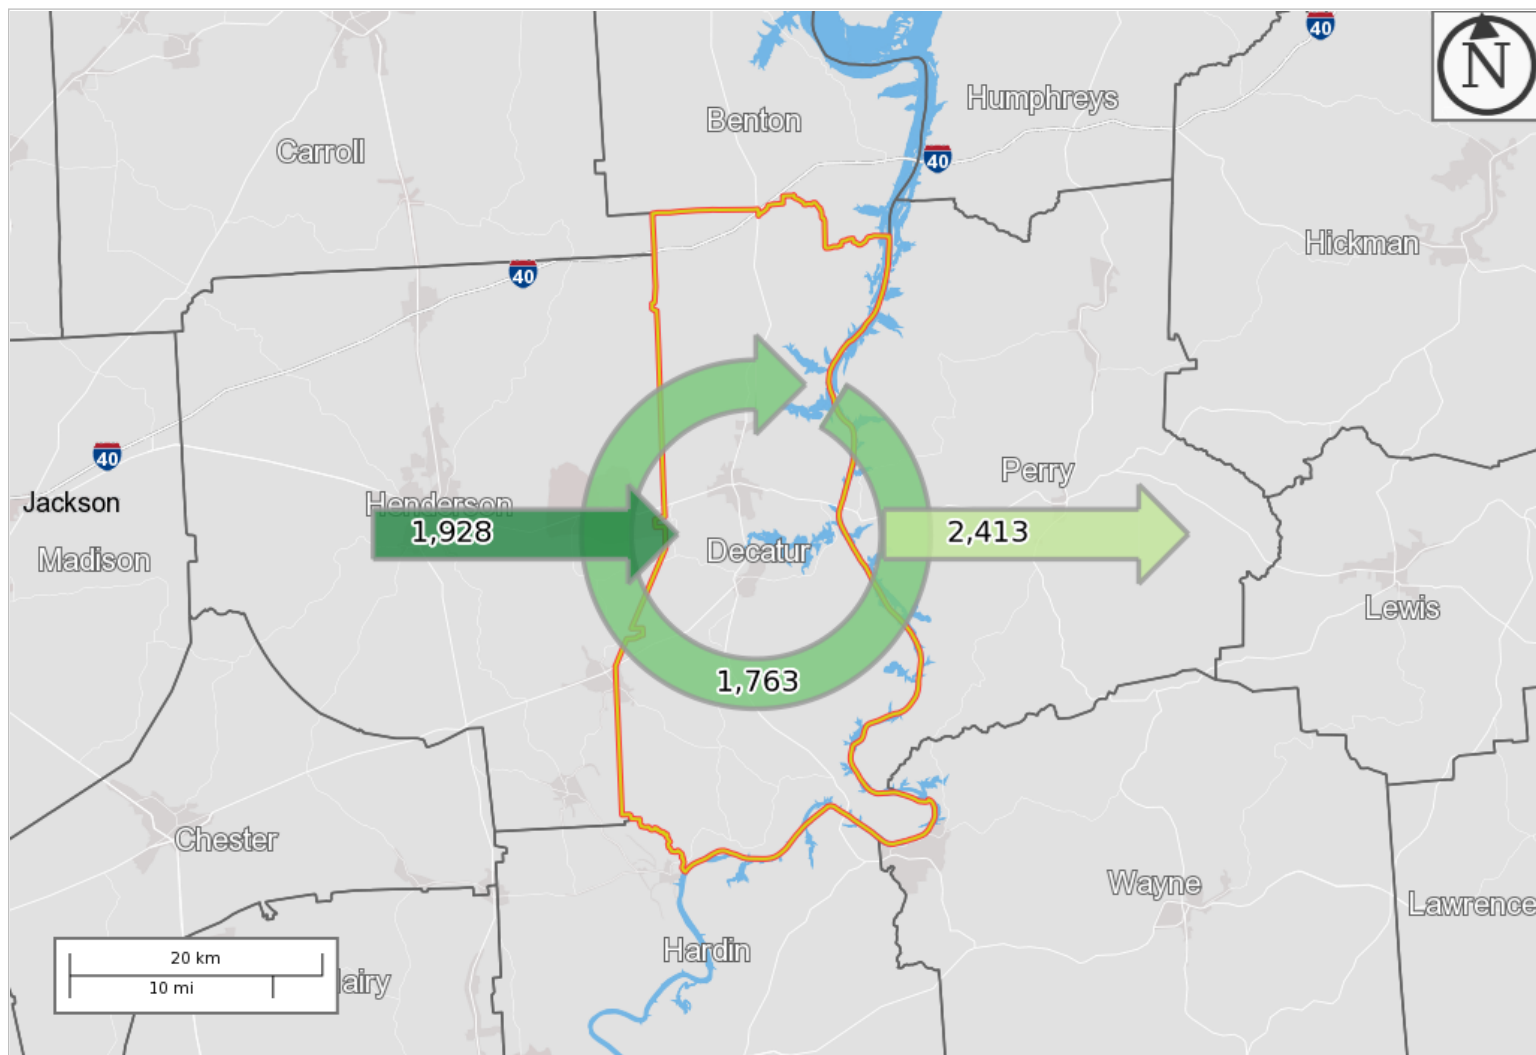 40
N
Humphreys
Benton
Carroll
40
Hickman
40
40
Perry
Jackson
Henderson
1,928
2,413
Madison
Decatur
Lewis
1,763
Chester
Wayne
Lawrence
Hardin
20 km
10 mi
airy